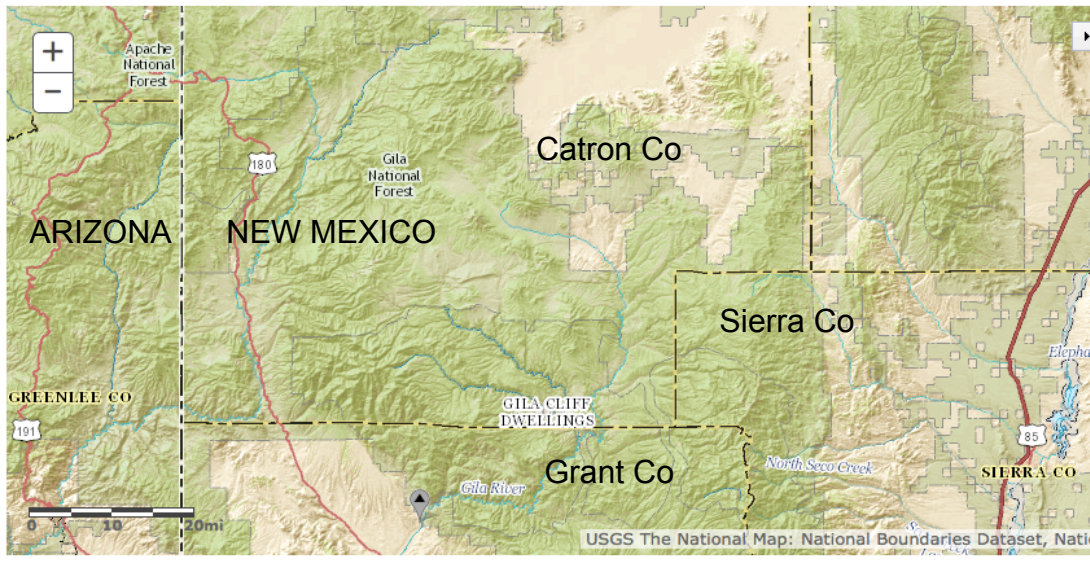 +
−
Apache
National
Forest
180
Catron Co
Gila
National
Forest
ARIZONA
NEW MEXICO
Sierra Co
Elepha
GREENLEE CO
GILA CLIFF
DWELLINGS
191
85
Grant Co
North Seco Creek
SIERRA CO
Gila River
0 10 20mi
USGS The National Map: National Boundaries Dataset, Natio